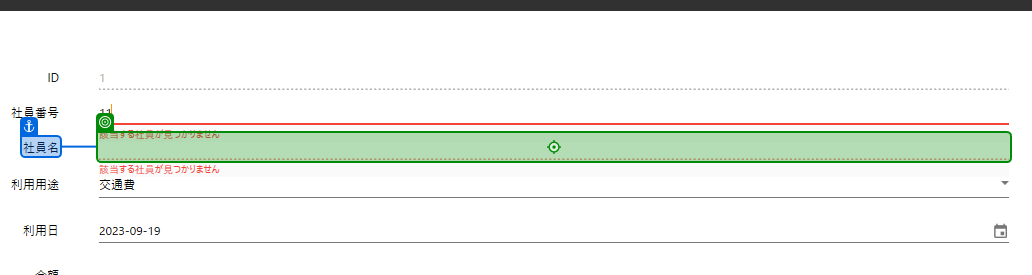 ID 1
社員番号 11
該当する社員が見つかりません
社員名
該当する社員が見つかりません
利用用途 交通費
利用日 2023-09-19
金額